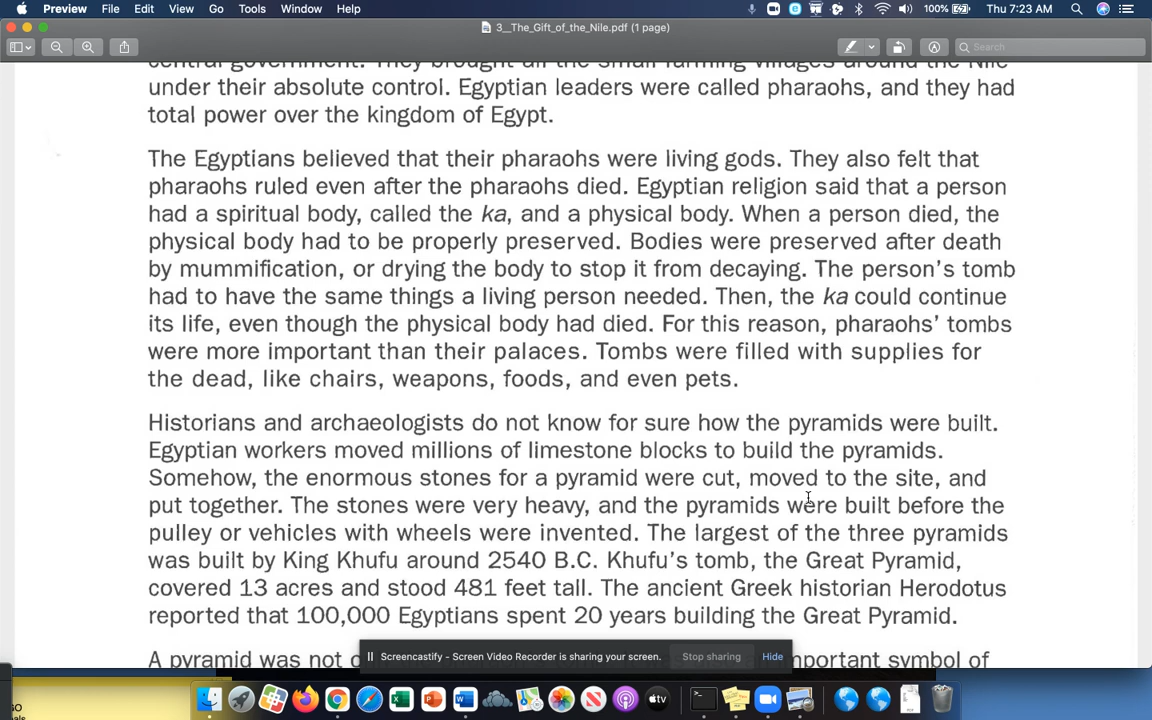 Preview File Edit View Go Tools Window Help 100% Thu 7:23 AM
3__The_Gift_of_the_Nile.pdf (1 page)
Search
central government. They brought all the small farming villages around the Nile
under their absolute control. Egyptian leaders were called pharaohs, and they had
total power over the kingdom of Egypt.
The Egyptians believed that their pharaohs were living gods. They also felt that
pharaohs ruled even after the pharaohs died. Egyptian religion said that a person
had a spiritual body, called the ka, and a physical body. When a person died, the
physical body had to be properly preserved. Bodies were preserved after death
by mummification, or drying the body to stop it from decaying. The person's tomb
had to have the same things a living person needed. Then, the ka could continue
its life, even though the physical body had died. For this reason, pharaohs' tombs
were more important than their palaces. Tombs were filled with supplies for
the dead, like chairs, weapons, foods, and even pets.
Historians and archaeologists do not know for sure how the pyramids were built.
Egyptian workers moved millions of limestone blocks to build the pyramids.
Somehow, the enormous stones for a pyramid were cut, moved to the site, and
put together. The stones were very heavy, and the pyramids were built before the
pulley or vehicles with wheels were invented. The largest of the three pyramids
was built by King Khufu around 2540 B.C. Khufu's tomb, the Great Pyramid,
covered 13 acres and stood 481 feet tall. The ancient Greek historian Herodotus
reported that 100,000 Egyptians spent 20 years building the Great Pyramid.
A pyramid was not important symbol of
Screencastify - Screen Video Recorder is sharing your screen. Stop sharing Hide